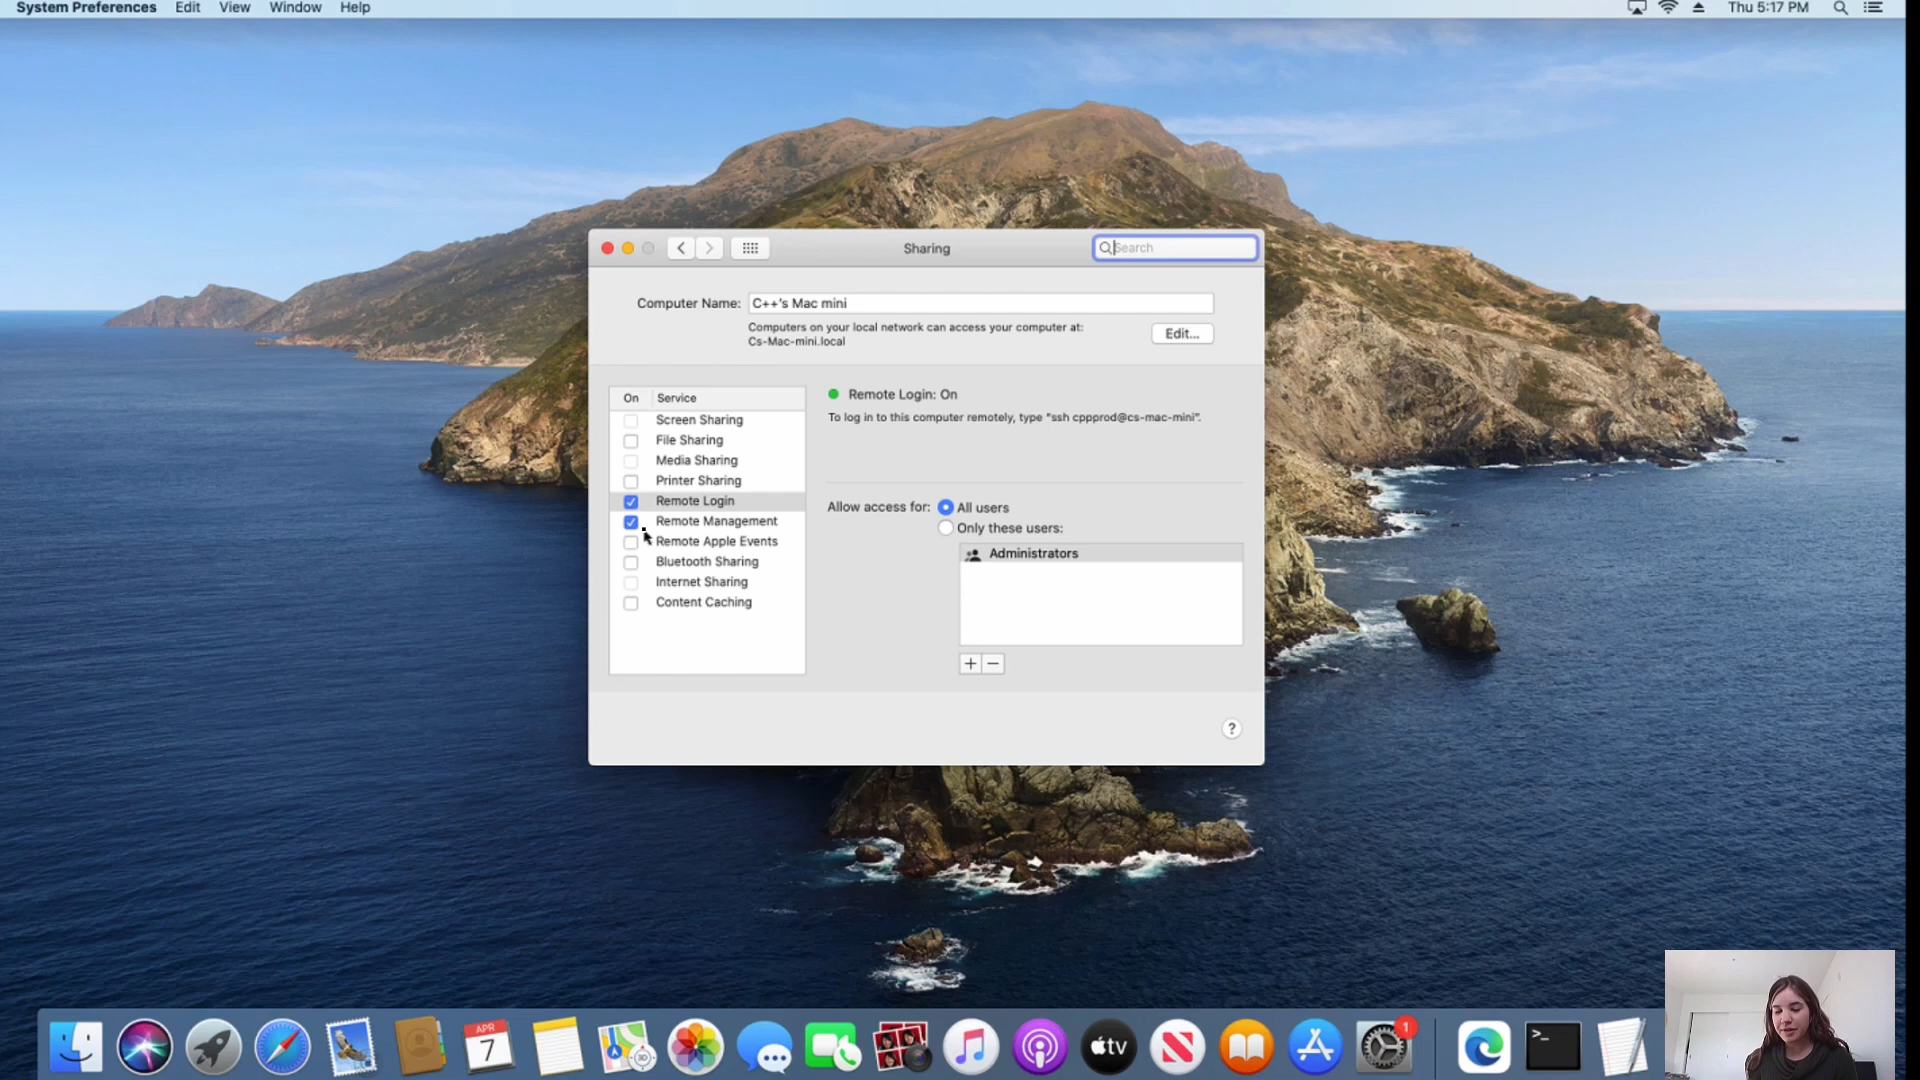 System Preferences Edit View Window Help Thu 5:17 PM
Sharing Search
Computer Name: C++'s Mac mini
Computers on your local network can access your computer at:
Cs-Mac-mini.local Edit...
On Service
Screen Sharing
File Sharing
Media Sharing
Printer Sharing
Remote Login
Remote Management
Remote Apple Events
Bluetooth Sharing
Internet Sharing
Content Caching
Remote Login: On
To log in to this computer remotely, type "ssh cppprod@cs-mac-mini".
Allow access for: All users
Only these users:
Administrators
+ −
?
APR
7
3D
tv
1
>_